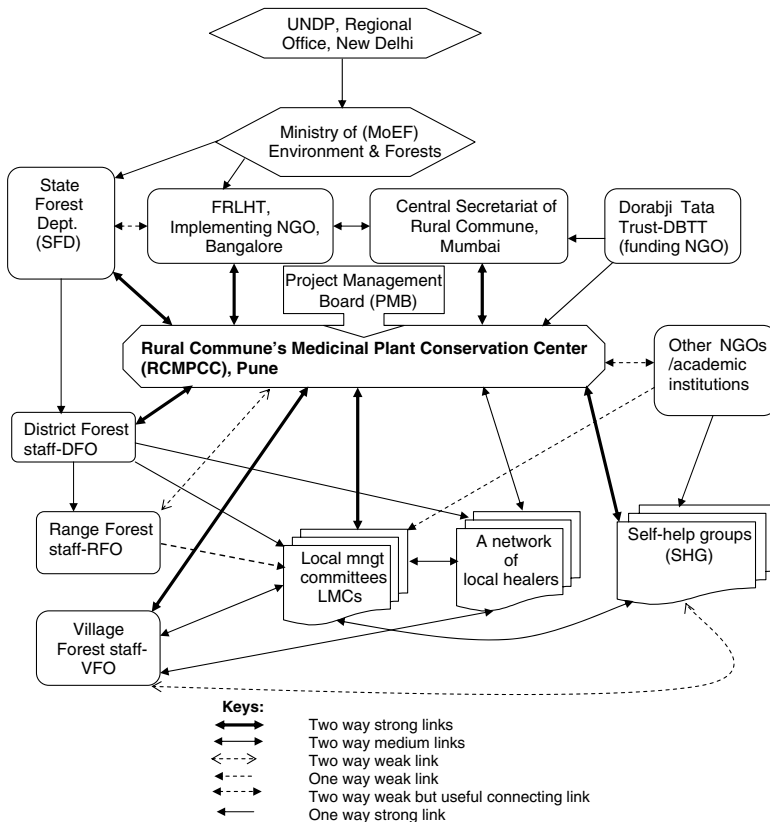 UNDP, Regional
Office, New Delhi
Ministry of (MoEF)
Environment & Forests
State
Forest
Dept.
(SFD)
FRLHT,
Implementing NGO,
Bangalore
Central Secretariat of
Rural Commune,
Mumbai
Dorabji Tata
Trust-DBTT
(funding NGO)
Project Management
Board (PMB)
Rural Commune's Medicinal Plant Conservation Center
(RCMPCC), Pune
Other NGOs
/academic
institutions
District Forest
staff-DFO
Range Forest
staff-RFO
Local mngt
committees
LMCs
A network
of
local healers
Self-help groups
(SHG)
Village
Forest staff-
VFO
Keys:
Two way strong links
Two way medium links
Two way weak link
One way weak link
Two way weak but useful connecting link
One way strong link